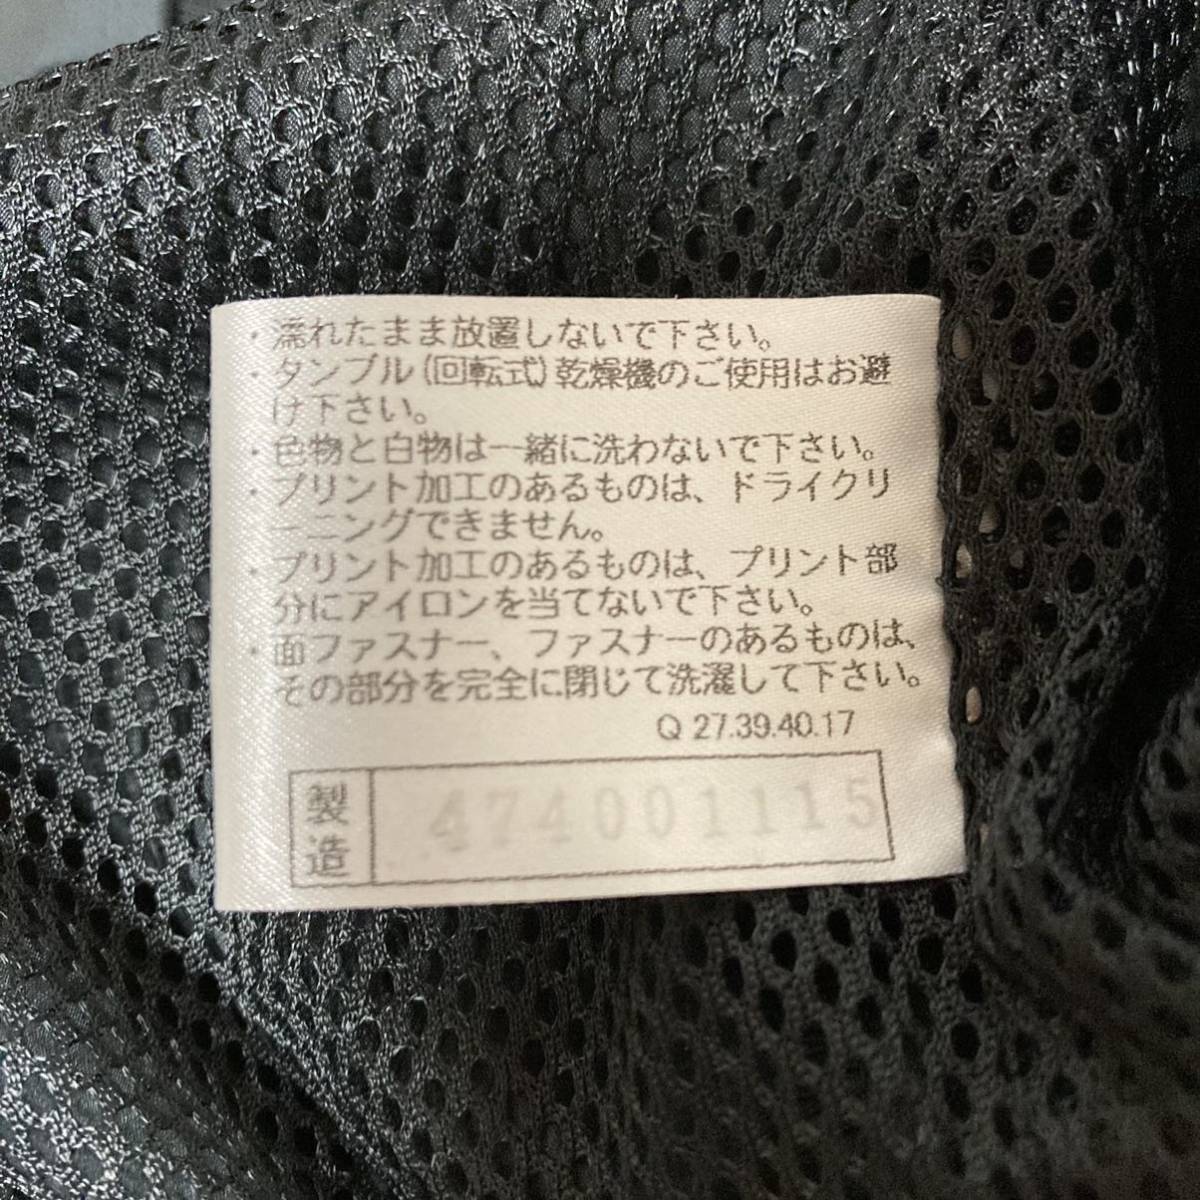 ・濡れたまま放置しないで下さい。
・タンブル(回転式)乾燥機のご使用はお避
け下さい。
・色物と白物は一緒に洗わないで下さい。
・プリント加工のあるものは、ドライクリ
ーニングできません。
・プリント加工のあるものは、プリント部
分にアイロンを当てないで下さい。
・面ファスナー、ファスナーのあるものは、
その部分を完全に閉じて洗濯して下さい。
Q 27.39.40.17
製造 474001115